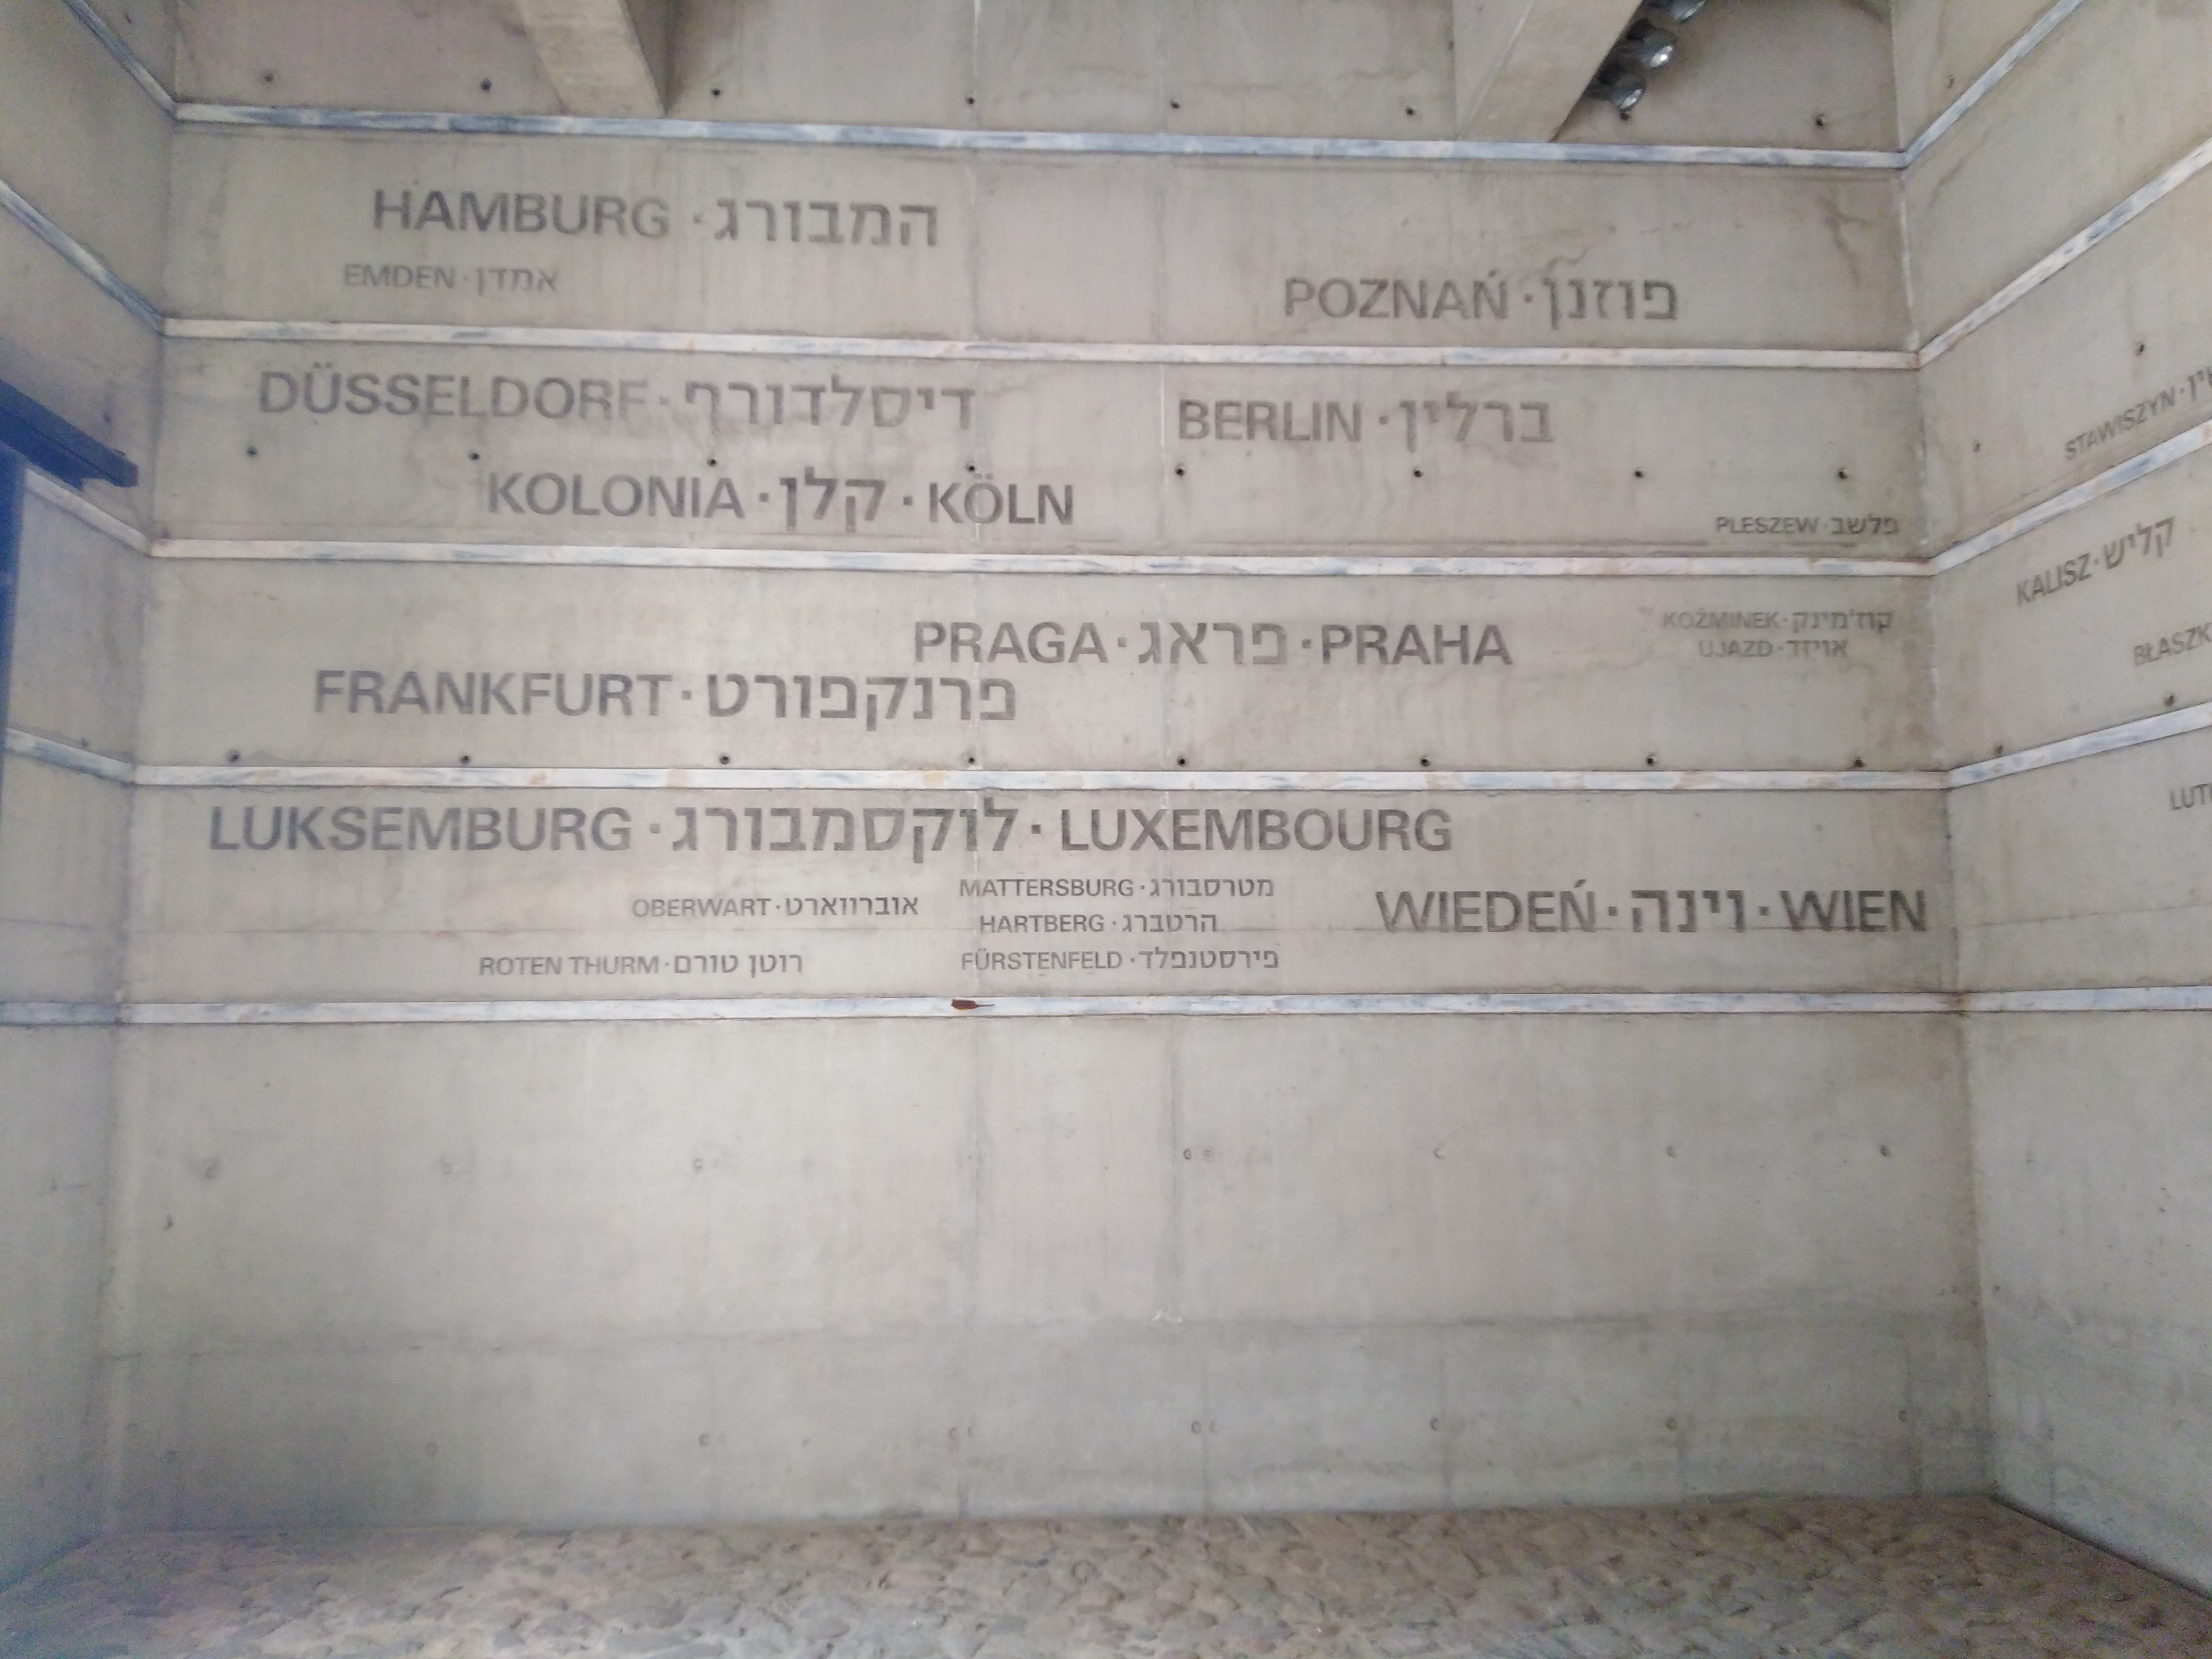 HAMBURG · המבורג
EMDEN · אמדן
POZNAŃ · פוזנן
DÜSSELDORF · דיסלדורף
BERLIN · ברלין
KOLONIA · קלן · KÖLN
PLESZEW · פלשב
PRAGA · פראג · PRAHA
KOŹMINEK · קוז'מינק
UJAZD · אויזד
FRANKFURT · פרנקפורט
LUKSEMBURG · לוקסמבורג · LUXEMBOURG
OBERWART · אוברווארט
MATTERSBURG · מטרסבורג
HARTBERG · הרטברג
WIEDEŃ · וינה · WIEN
ROTEN THURM · רוטן טורם
FÜRSTENFELD · פירסטנפלד
STAWISZYN ·
KALISZ · קליש